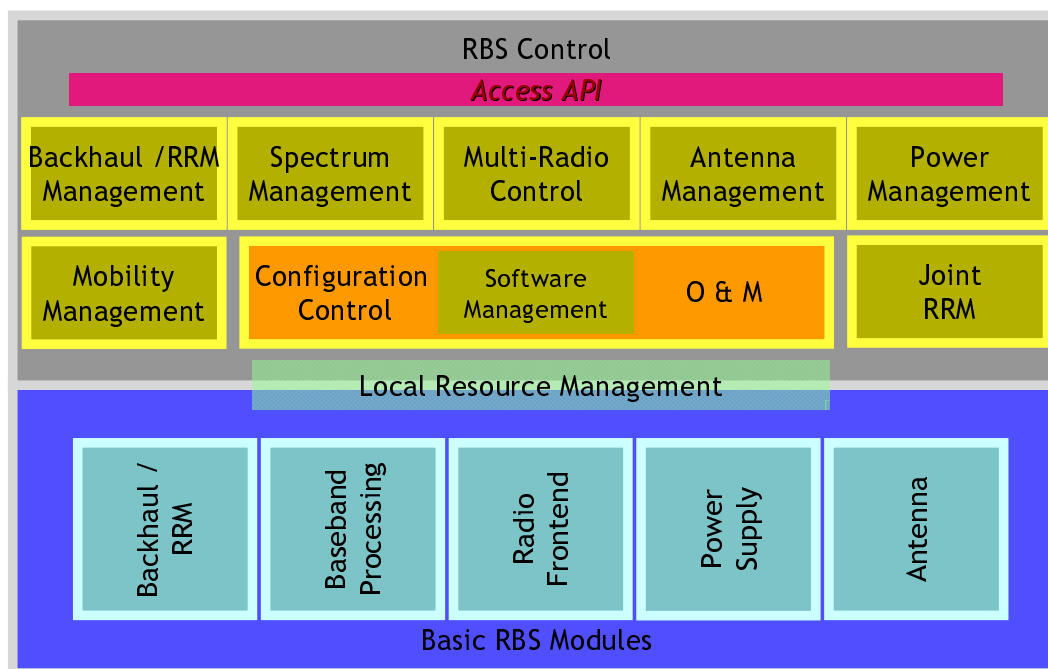 RBS Control
Access API
Backhaul /RRM
Management
Spectrum
Management
Multi-Radio
Control
Antenna
Management
Power
Management
Mobility
Management
Configuration
Control
Software
Management
O & M
Joint
RRM
Local Resource Management
Backhaul /
RRM
Baseband
Processing
Radio
Frontend
Power
Supply
Antenna
Basic RBS Modules